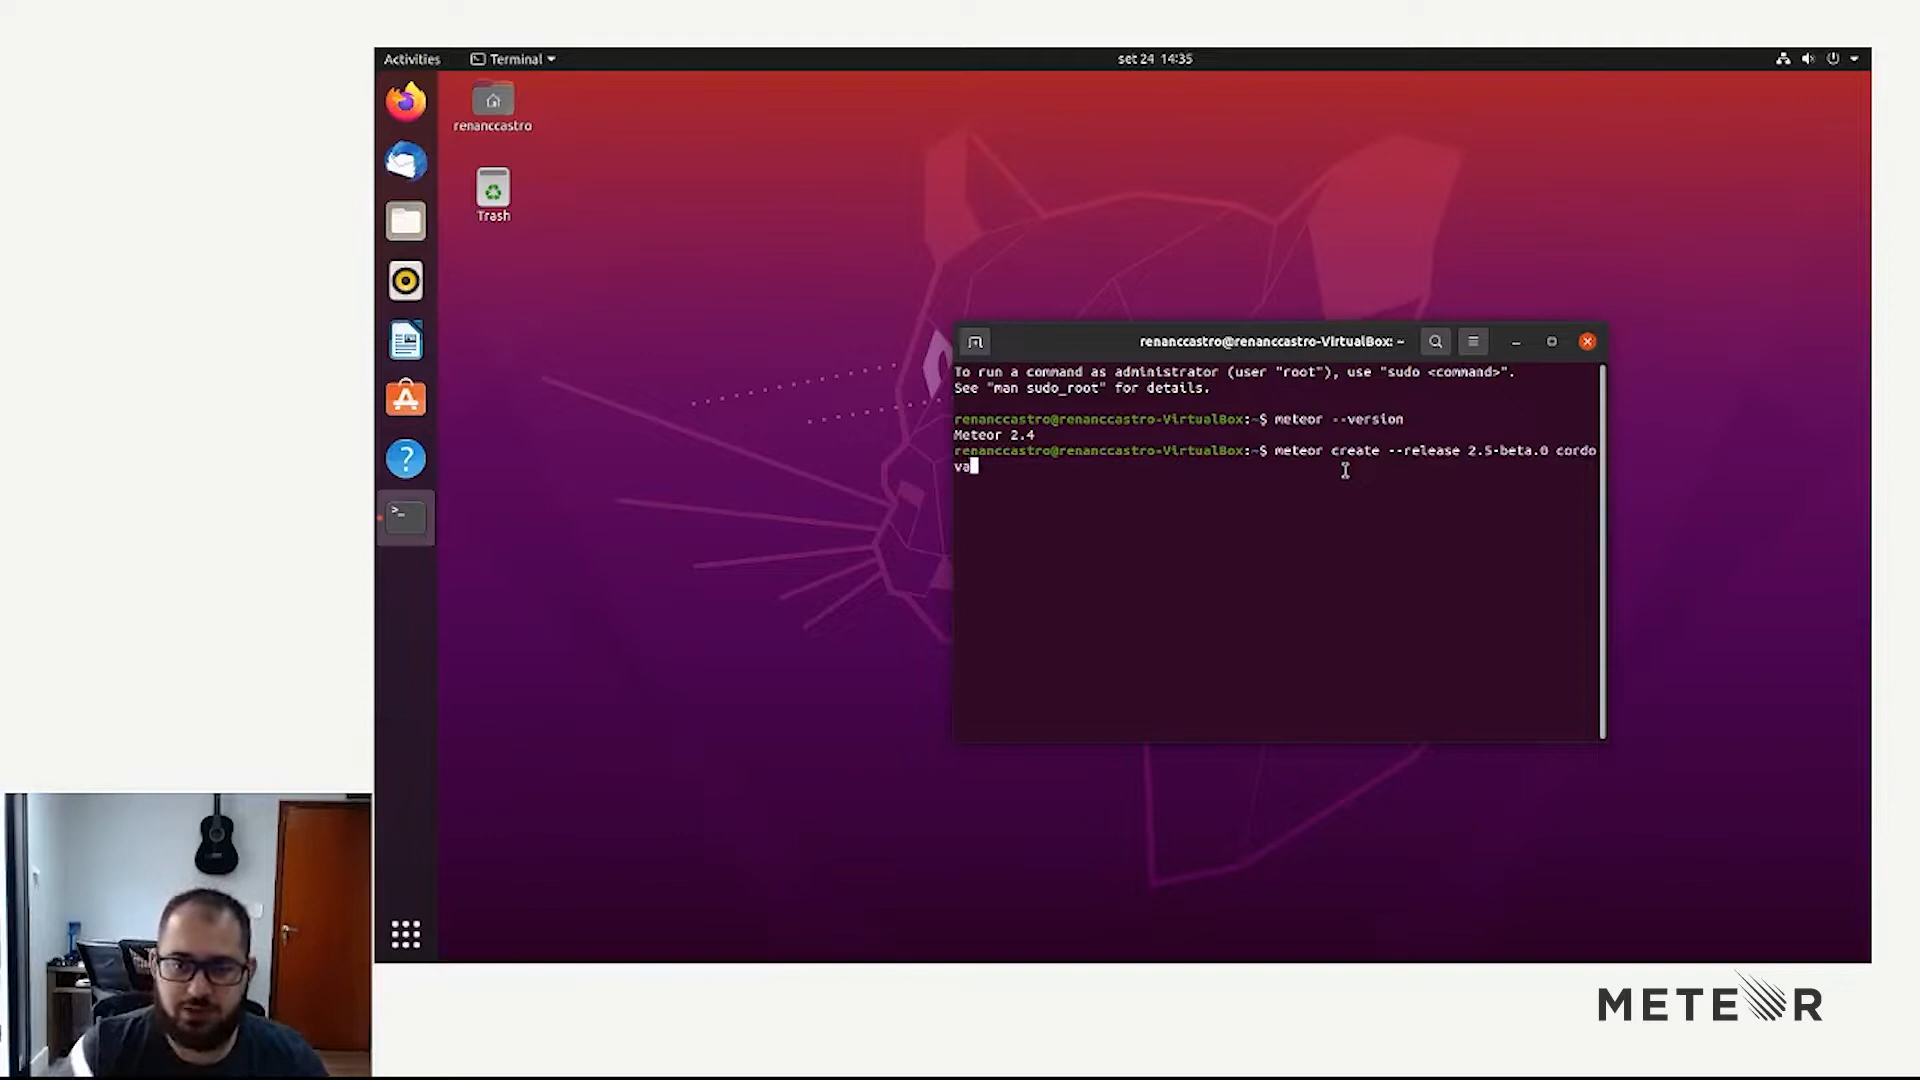 Activities
Terminal
set 24 14:35
renanccastro
Trash
renanccastro@renanccastro-VirtualBox: ~
To run a command as administrator (user "root"), use "sudo <command>".
See "man sudo_root" for details.
renanccastro@renanccastro-VirtualBox:~$ meteor --version
Meteor 2.4
renanccastro@renanccastro-VirtualBox:~$ meteor create --release 2.5-beta.0 cordo
va
METEOR